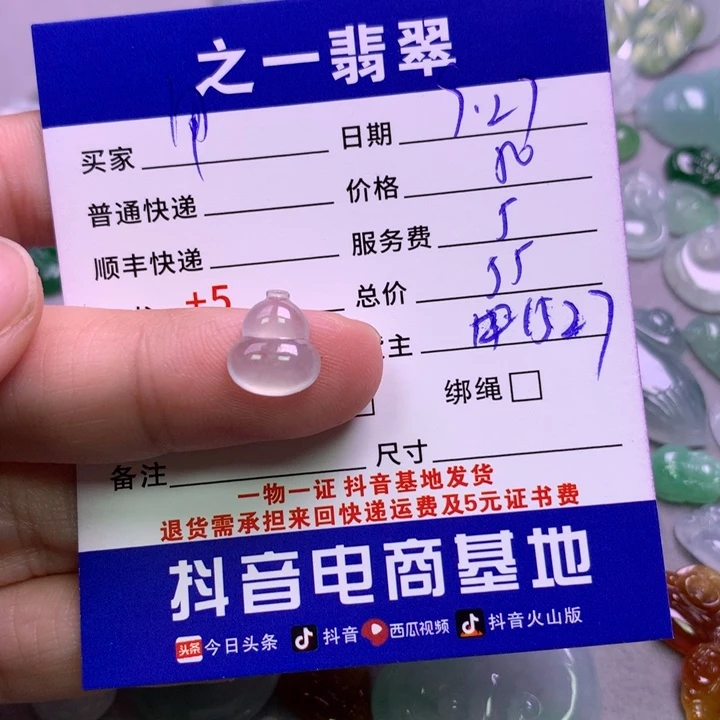 之一翡翠
买家 日期 7.27
普通快递 价格 50
顺丰快递 服务费 5
+5 总价 55
主
绑绳
备注 尺寸
一物一证 抖音基地发货
退货需承担来回快递运费及5元证书费
抖音电商基地
头条 今日头条 抖音 西瓜视频 抖音火山版